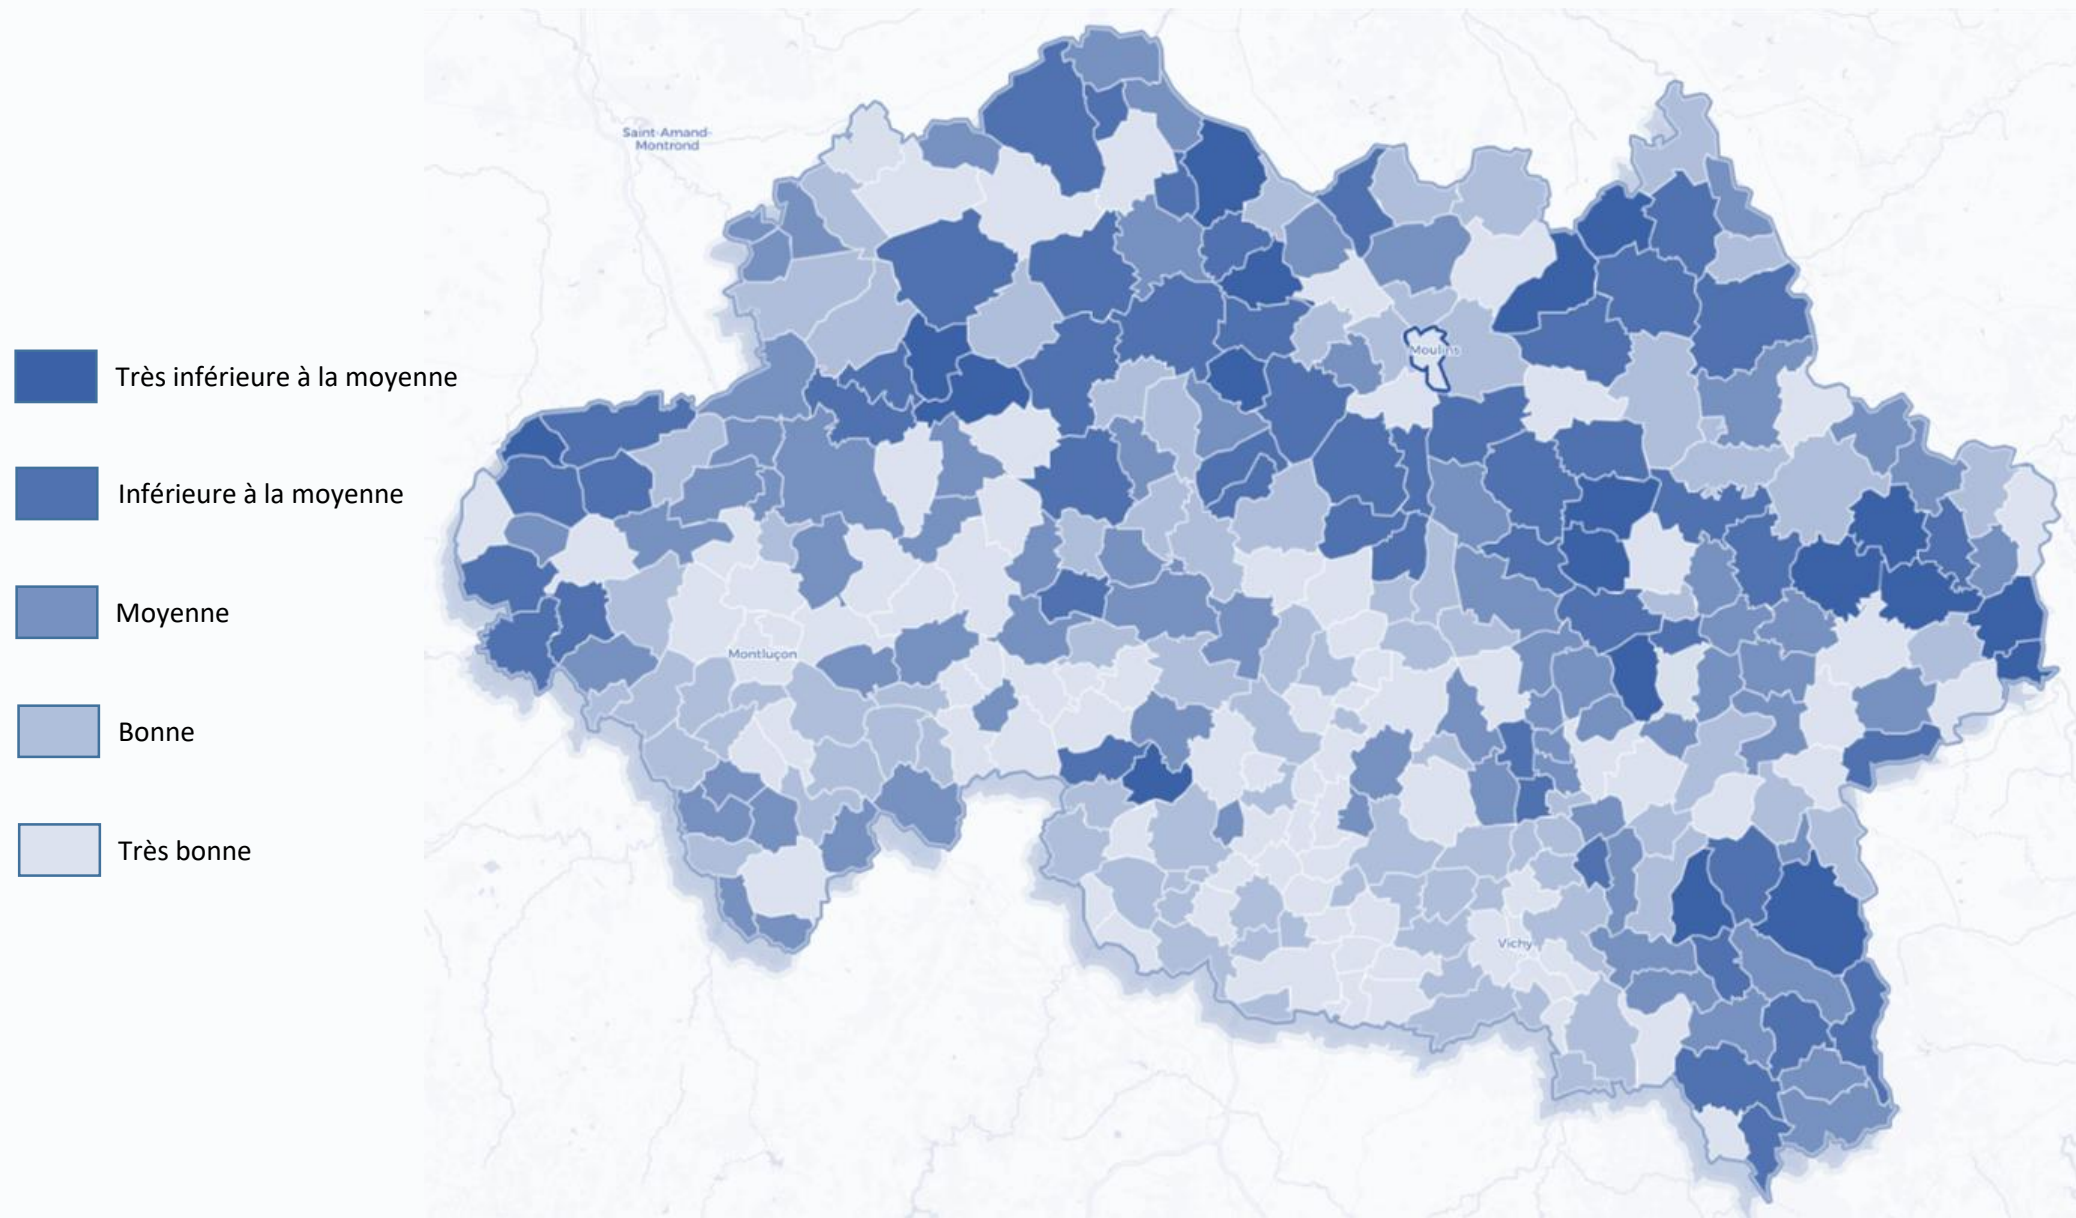 Saint-Amand-
Montrond
Moulins
Très inférieure à la moyenne
Inférieure à la moyenne
Moyenne
Montluçon
Bonne
Très bonne
Vichy